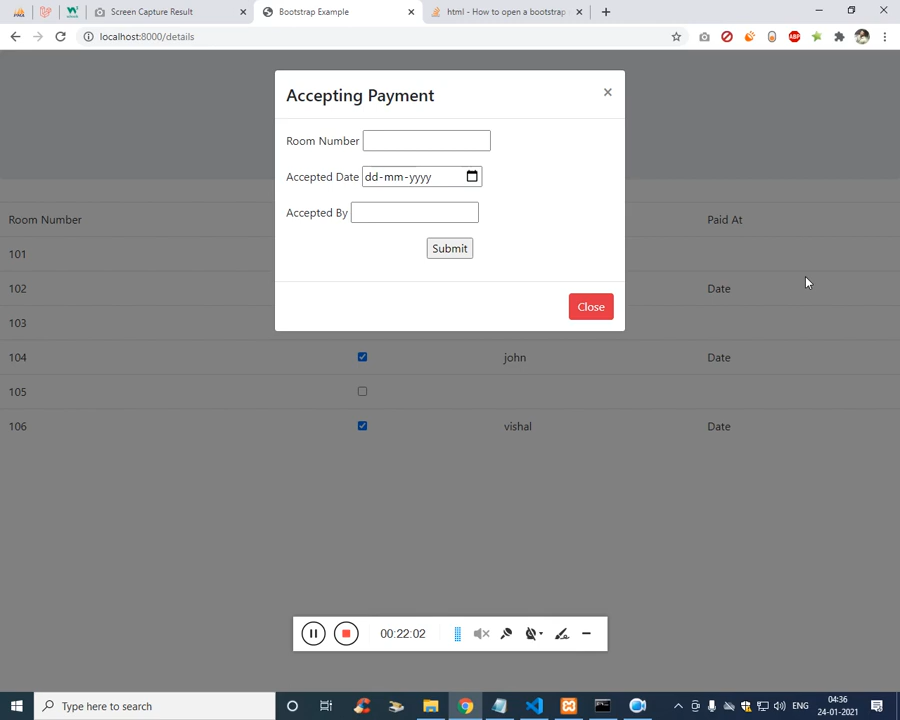 Screen Capture Result
Bootstrap Example
html - How to open a bootstrap
localhost:8000/details
ABP
Accepting Payment
×
Room Number
Accepted Date dd-mm-yyyy
Accepted By
Submit
Close
Room Number Paid At
101
102 Date
103
104 john Date
105
106 vishal Date
00:22:02
Type here to search
ENG
04:36
24-01-2021